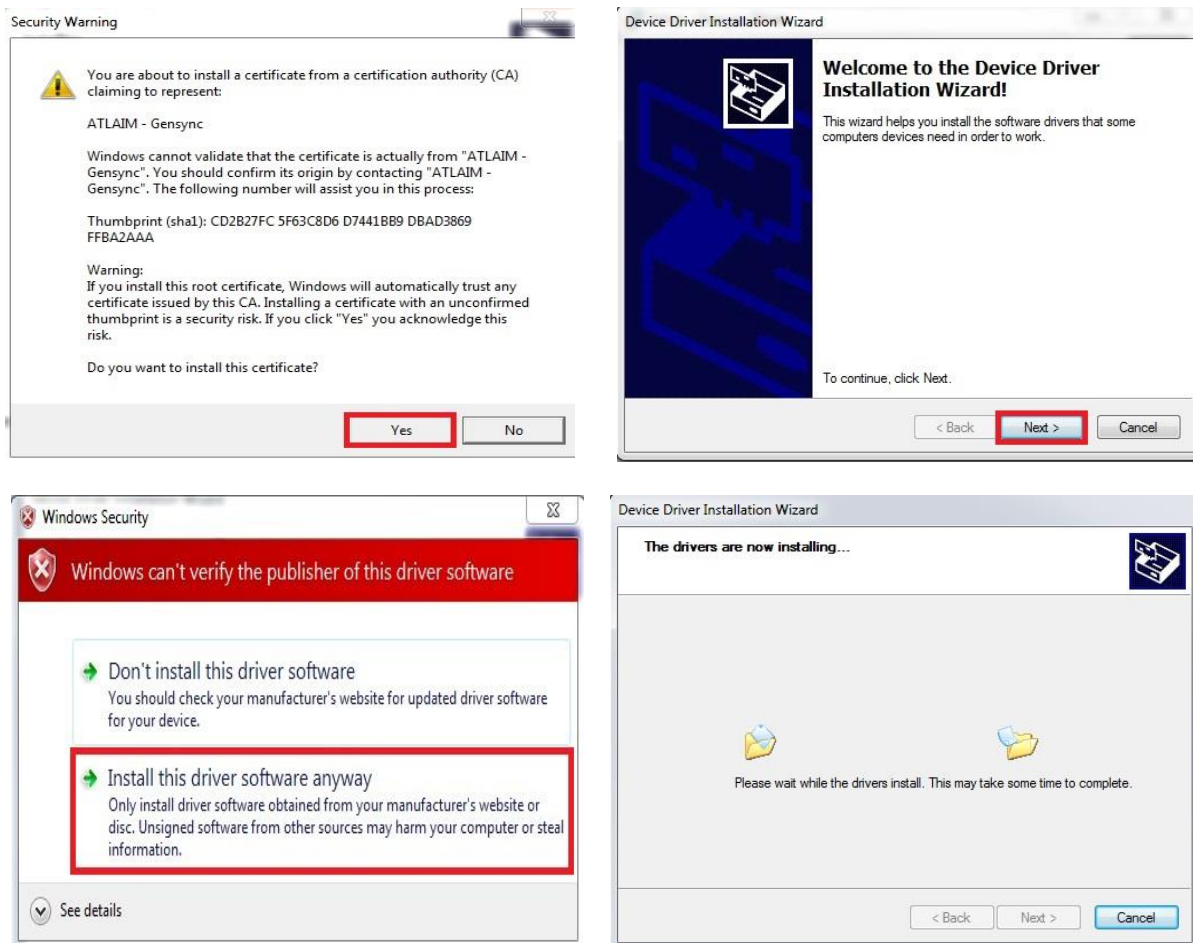 Security Warning
You are about to install a certificate from a certification authority (CA)
claiming to represent:
ATLAIM - Gensync
Windows cannot validate that the certificate is actually from "ATLAIM -
Gensync". You should confirm its origin by contacting "ATLAIM -
Gensync". The following number will assist you in this process:
Thumbprint (sha1): CD2B27FC 5F63C8D6 D7441BB9 DBAD3869
FFBA2AAA
Warning:
If you install this root certificate, Windows will automatically trust any
certificate issued by this CA. Installing a certificate with an unconfirmed
thumbprint is a security risk. If you click "Yes" you acknowledge this
risk.
Do you want to install this certificate?
Yes
No
Device Driver Installation Wizard
Welcome to the Device Driver
Installation Wizard!
This wizard helps you install the software drivers that some
computers devices need in order to work.
To continue, click Next.
< Back
Next >
Cancel
Windows Security
Windows can't verify the publisher of this driver software
Don't install this driver software
You should check your manufacturer's website for updated driver software
for your device.
Install this driver software anyway
Only install driver software obtained from your manufacturer's website or
disc. Unsigned software from other sources may harm your computer or steal
information.
See details
Device Driver Installation Wizard
The drivers are now installing...
Please wait while the drivers install. This may take some time to complete.
< Back
Next >
Cancel